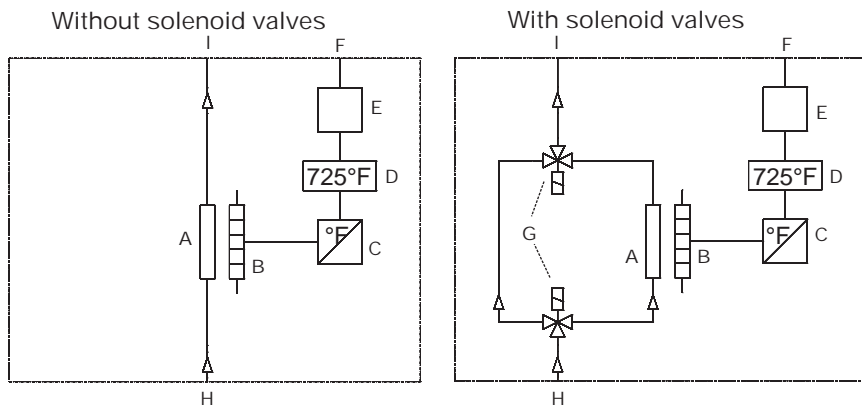 Without solenoid valves
I
F
E
725°F
D
A
°F
B
C
H
With solenoid valves
I
F
E
725°F
D
G
A
°F
B
C
H